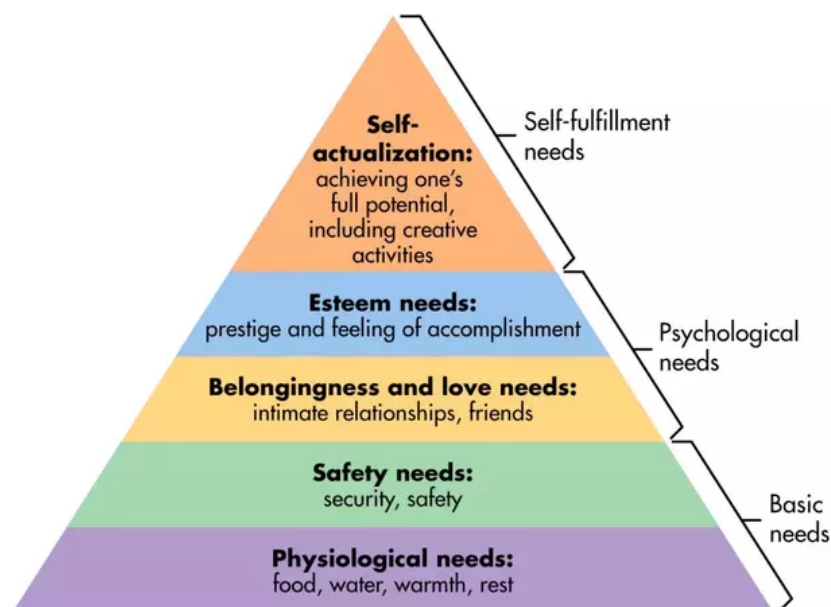 Self-
actualization:
achieving one's
full potential,
including creative
activities
Self-fulfillment
needs
Esteem needs:
prestige and feeling of accomplishment
Psychological
needs
Belongingness and love needs:
intimate relationships, friends
Safety needs:
security, safety
Basic
needs
Physiological needs:
food, water, warmth, rest